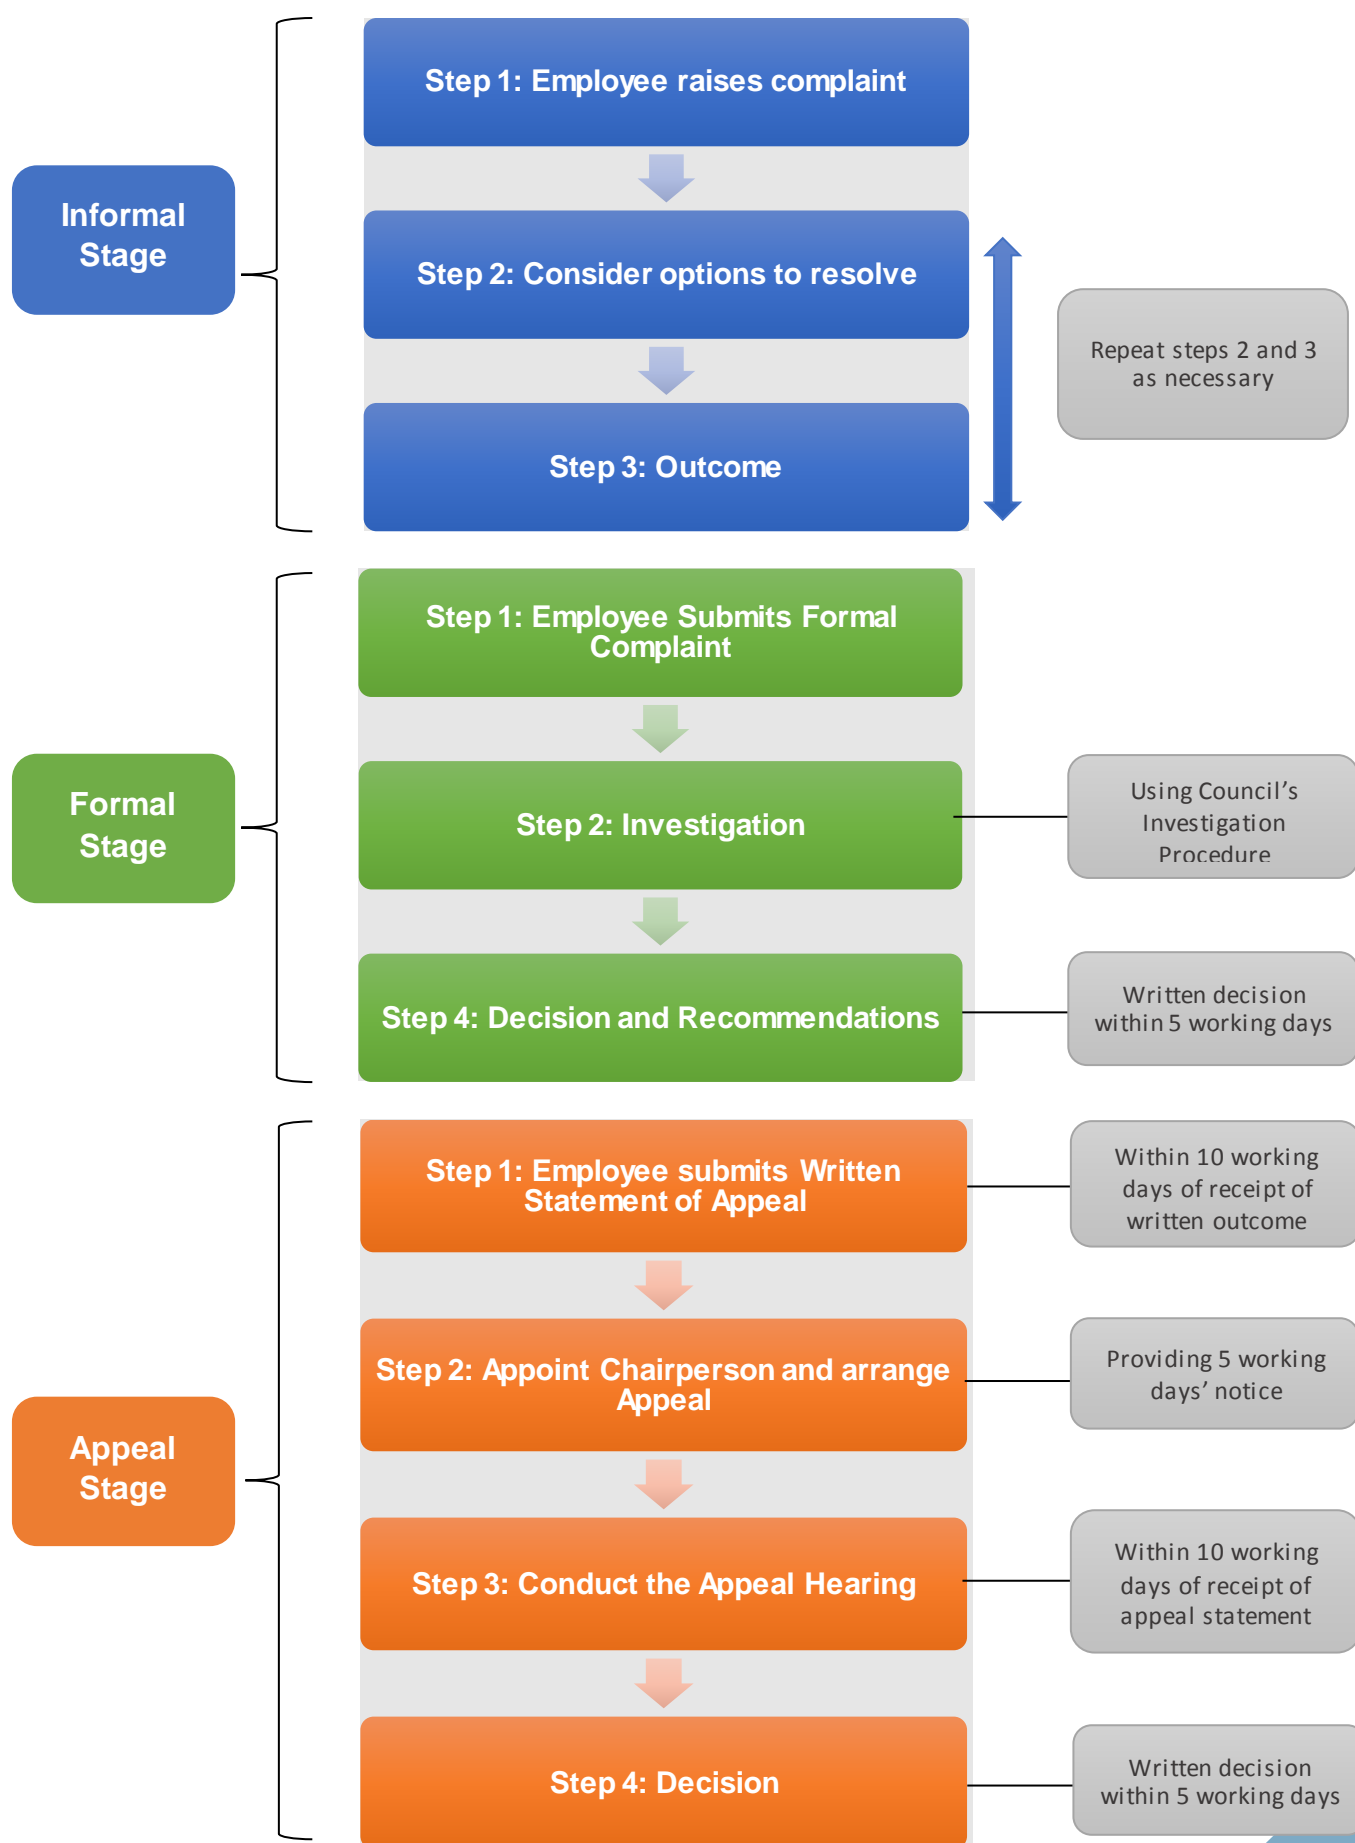 Step 1: Employee raises complaint
Informal
Stage
Step 2: Consider options to resolve
Repeat steps 2 and 3
as necessary
Step 3: Outcome
Step 1: Employee Submits Formal
Complaint
Formal
Stage
Step 2: Investigation
Using Council’s
Investigation
Procedure
Step 4: Decision and Recommendations
Written decision
within 5 working days
Step 1: Employee submits Written
Statement of Appeal
Within 10 working
days of receipt of
written outcome
Step 2: Appoint Chairperson and arrange
Appeal
Providing 5 working
days’ notice
Appeal
Stage
Step 3: Conduct the Appeal Hearing
Within 10 working
days of receipt of
appeal statement
Step 4: Decision
Written decision
within 5 working days